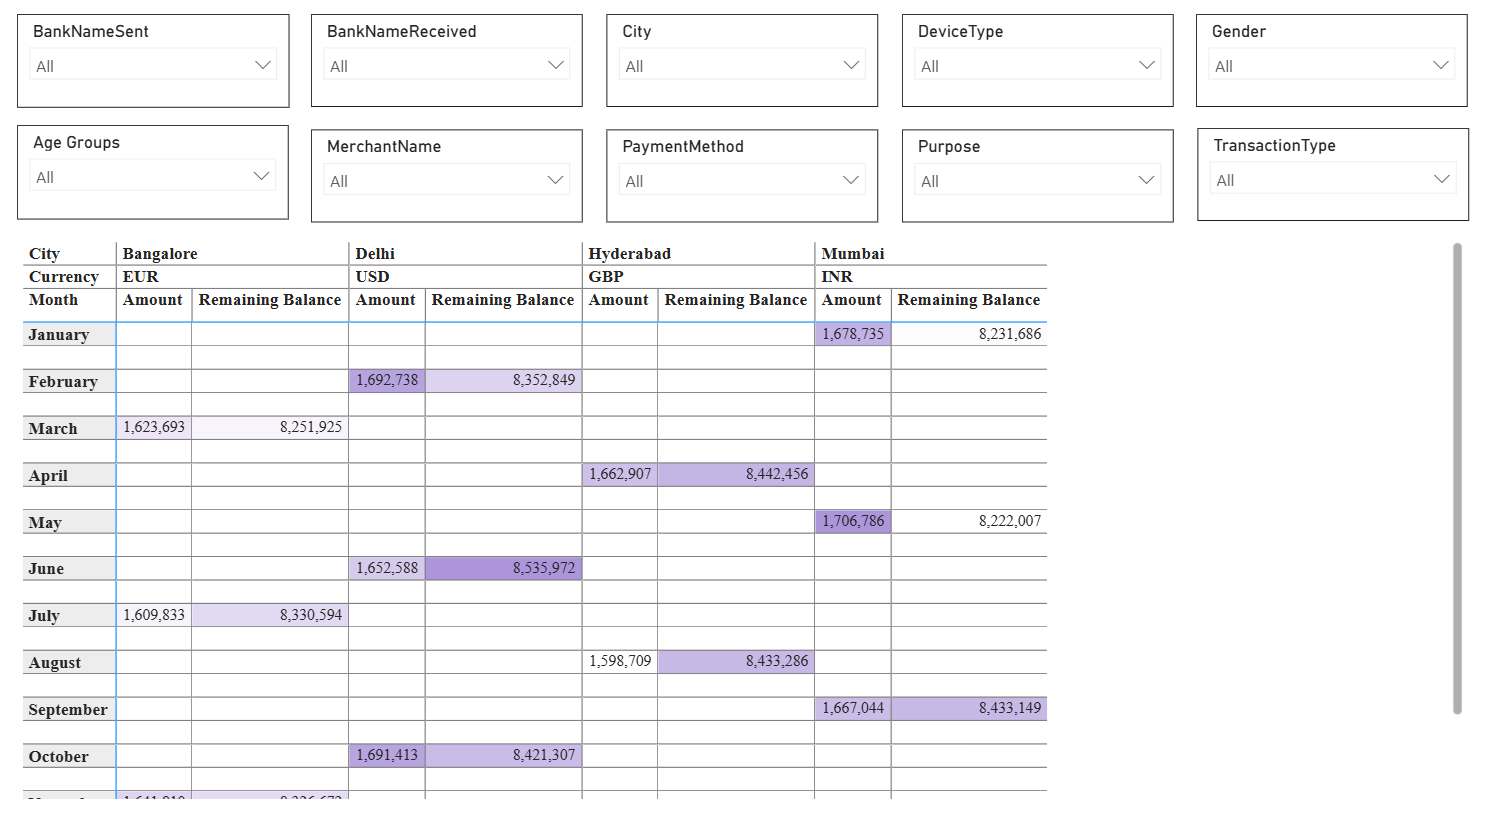 BankNameSent BankNameReceived City DeviceType Gender
All All All All All
Age Groups MerchantName PaymentMethod Purpose TransactionType
All All All All All
City Bangalore Delhi Hyderabad Mumbai
Currency EUR USD GBP INR
Month Amount Remaining Balance Amount Remaining Balance Amount Remaining Balance Amount Remaining Balance
January 1,678,735 8,231,686
February 1,692,738 8,352,849
March 1,623,693 8,251,925
April 1,662,907 8,442,456
May 1,706,786 8,222,007
June 1,652,588 8,535,972
July 1,609,833 8,330,594
August 1,598,709 8,433,286
September 1,667,044 8,433,149
October 1,691,413 8,421,307